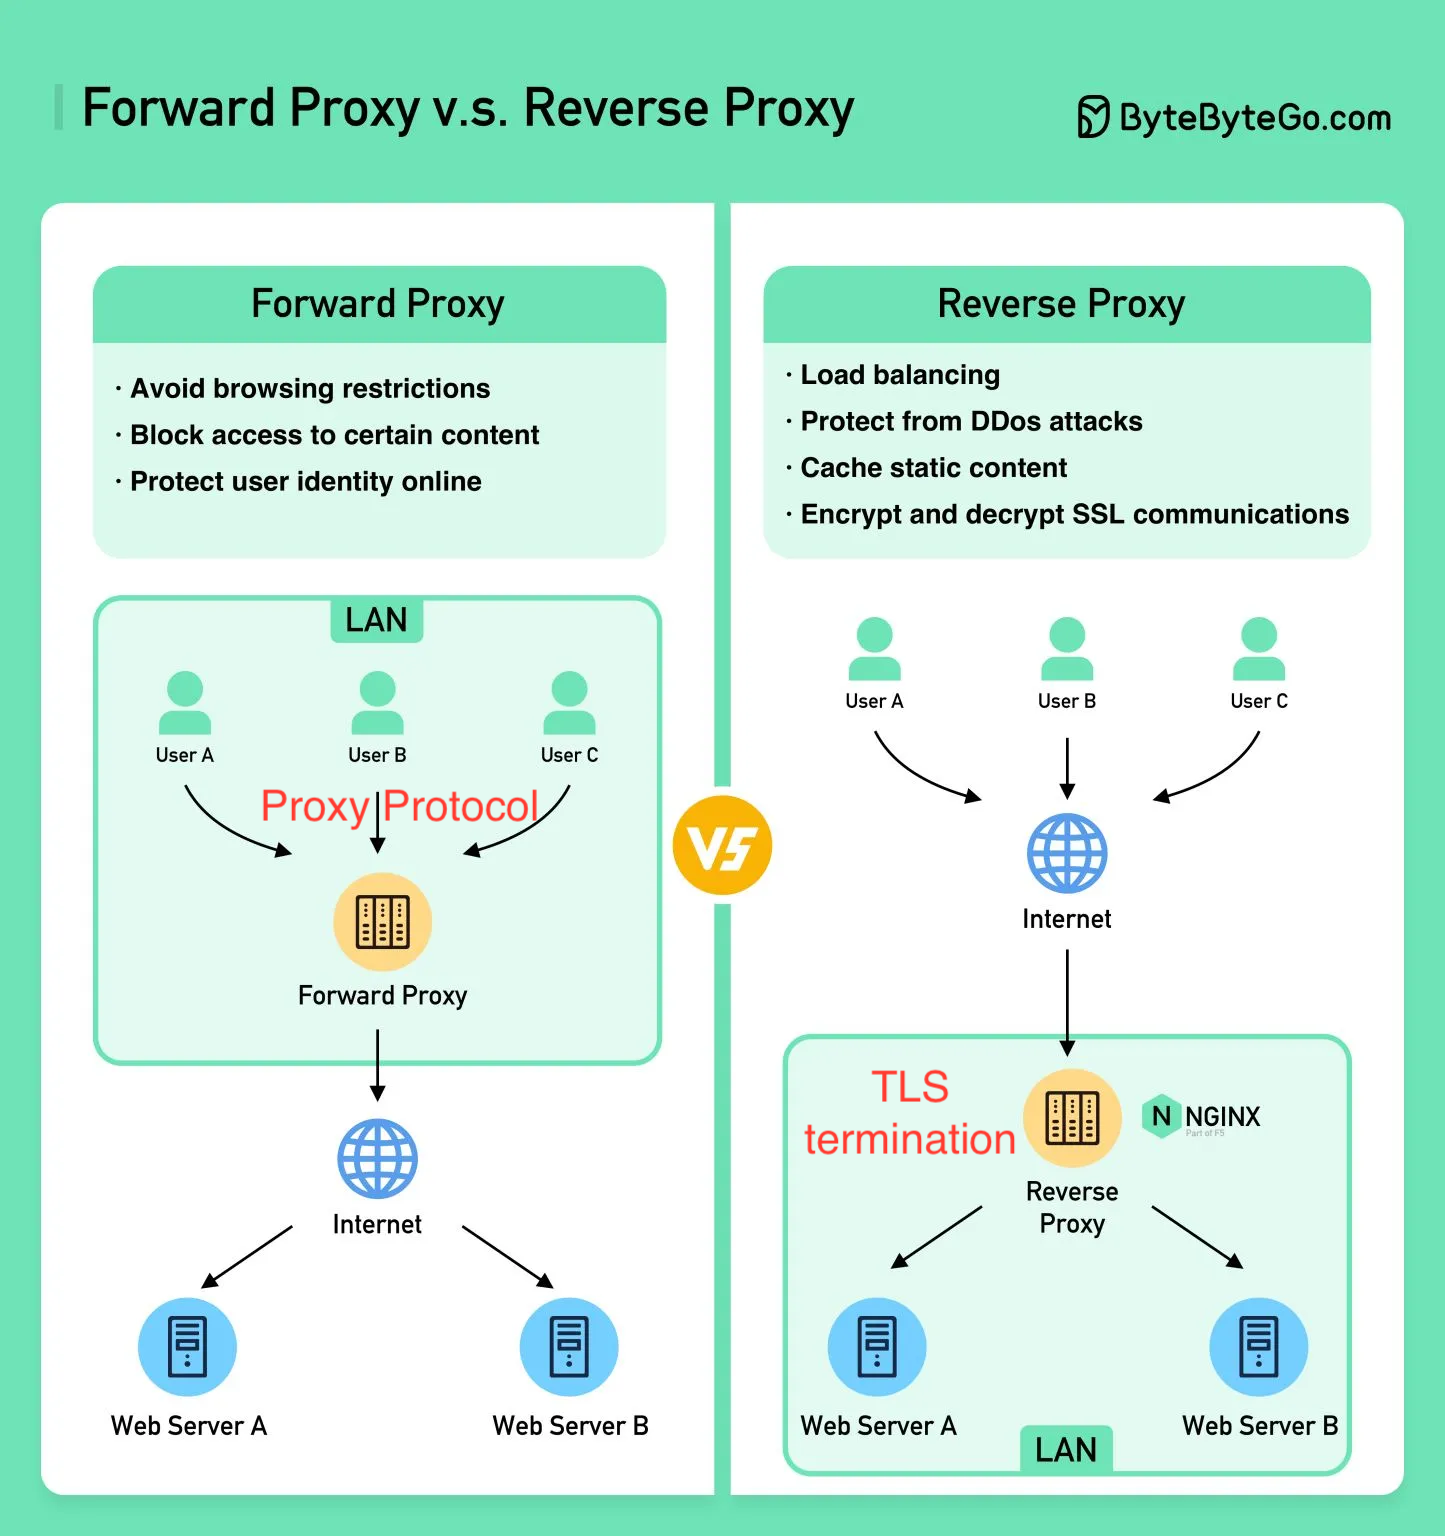 Forward Proxy v.s. Reverse Proxy
ByteByteGo.com
Forward Proxy
· Avoid browsing restrictions
· Block access to certain content
· Protect user identity online
LAN
User A
User B
User C
Proxy Protocol
Forward Proxy
Internet
Web Server A
Web Server B
VS
Reverse Proxy
· Load balancing
· Protect from DDos attacks
· Cache static content
· Encrypt and decrypt SSL communications
User A
User B
User C
Internet
TLS
termination
N NGINX
Part of F5
Reverse
Proxy
Web Server A
Web Server B
LAN